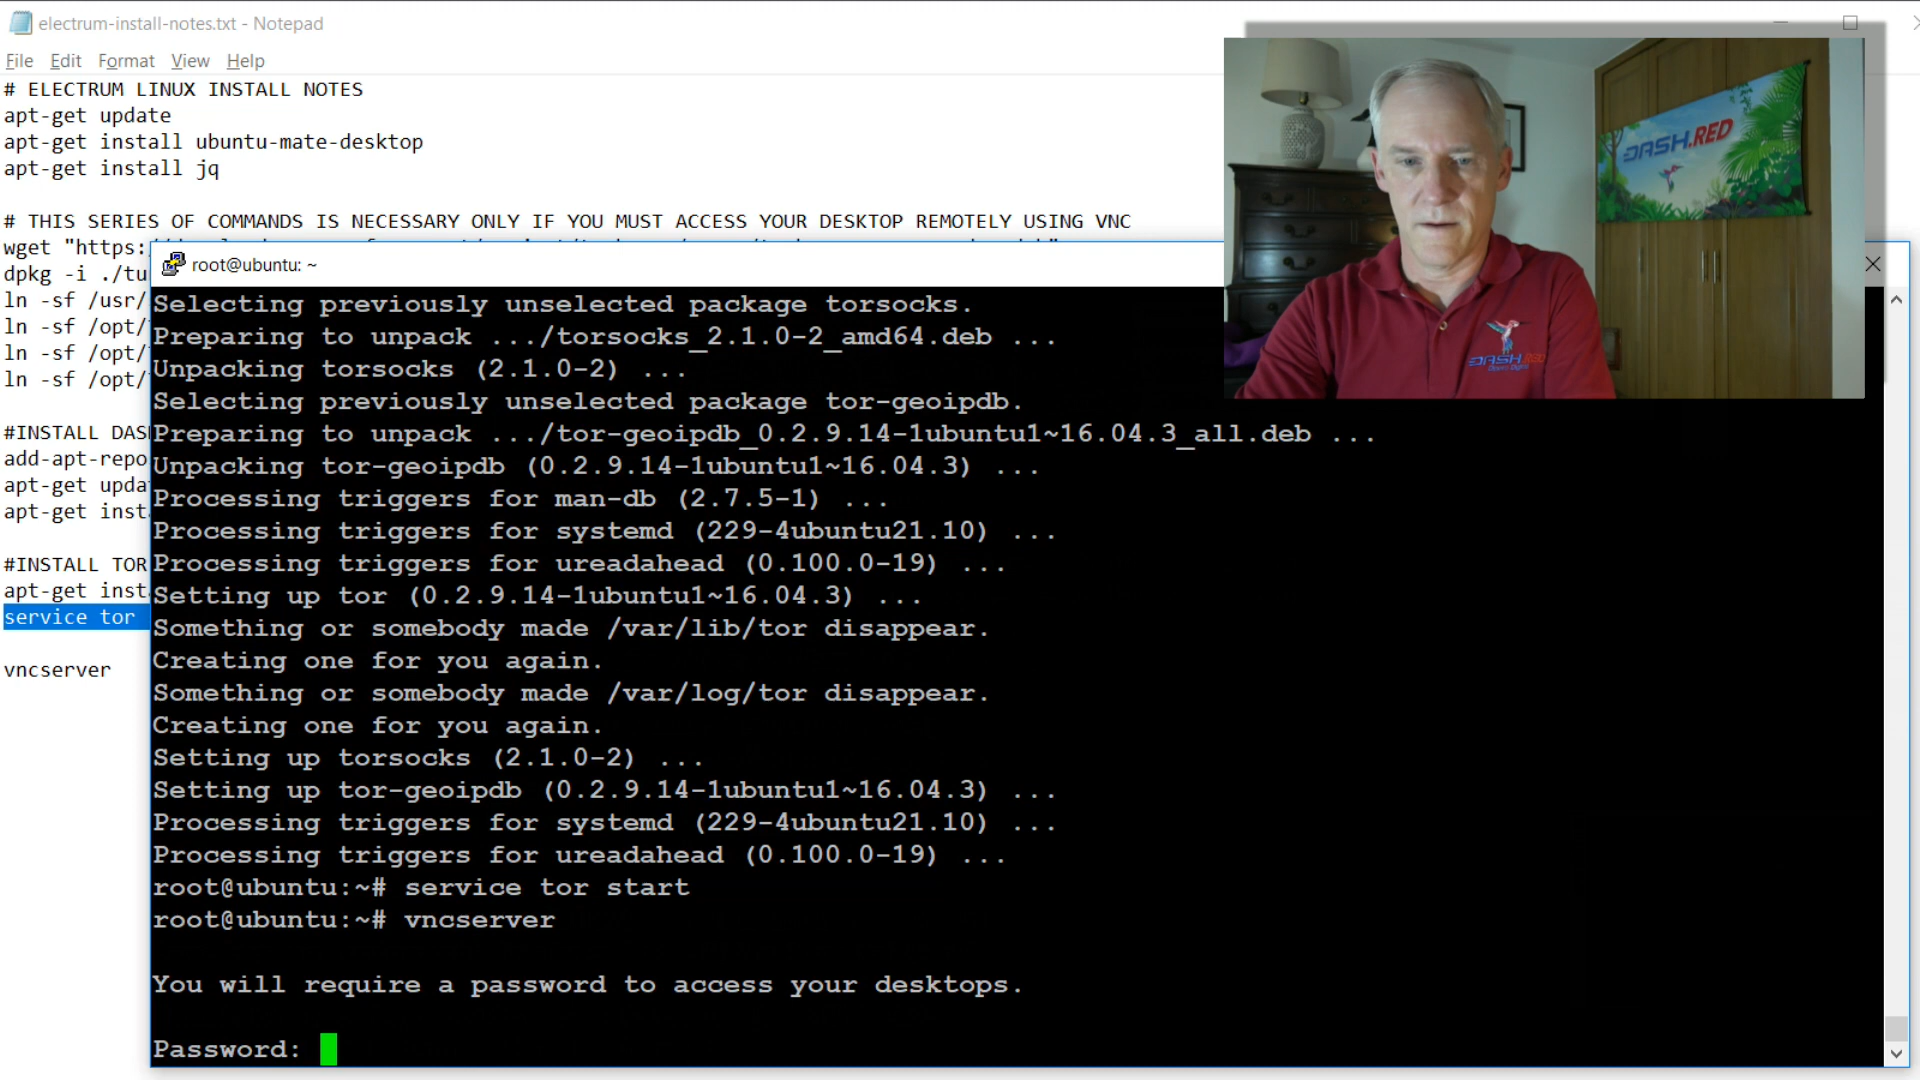 electrum-install-notes.txt - Notepad
File Edit Format View Help
# ELECTRUM LINUX INSTALL NOTES
apt-get update
apt-get install ubuntu-mate-desktop
apt-get install jq
# THIS SERIES OF COMMANDS IS NECESSARY ONLY IF YOU MUST ACCESS YOUR DESKTOP REMOTELY USING VNC
wget "https:
dpkg -i ./tu
ln -sf /usr/
ln -sf /opt/
ln -sf /opt/
ln -sf /opt/
#INSTALL DAS
add-apt-repo
apt-get upda
apt-get inst
#INSTALL TOR
apt-get inst
service tor
vncserver
root@ubuntu: ~
Selecting previously unselected package torsocks.
Preparing to unpack .../torsocks_2.1.0-2_amd64.deb ...
Unpacking torsocks (2.1.0-2) ...
Selecting previously unselected package tor-geoipdb.
Preparing to unpack .../tor-geoipdb_0.2.9.14-1ubuntu1~16.04.3_all.deb ...
Unpacking tor-geoipdb (0.2.9.14-1ubuntu1~16.04.3) ...
Processing triggers for man-db (2.7.5-1) ...
Processing triggers for systemd (229-4ubuntu21.10) ...
Processing triggers for ureadahead (0.100.0-19) ...
Setting up tor (0.2.9.14-1ubuntu1~16.04.3) ...
Something or somebody made /var/lib/tor disappear.
Creating one for you again.
Something or somebody made /var/log/tor disappear.
Creating one for you again.
Setting up torsocks (2.1.0-2) ...
Setting up tor-geoipdb (0.2.9.14-1ubuntu1~16.04.3) ...
Processing triggers for systemd (229-4ubuntu21.10) ...
Processing triggers for ureadahead (0.100.0-19) ...
root@ubuntu:~# service tor start
root@ubuntu:~# vncserver
You will require a password to access your desktops.
Password:
DASH.RED
DASH.RED